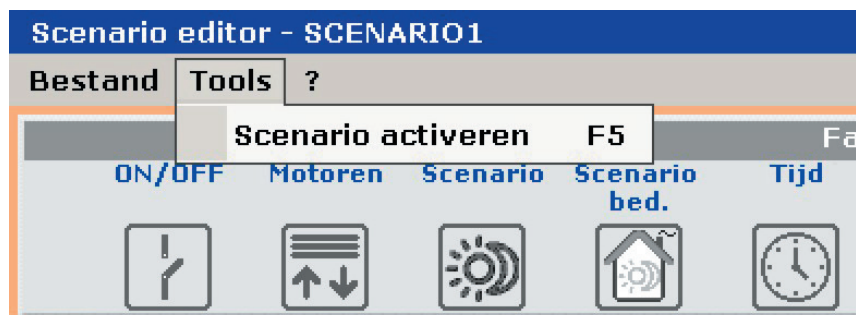 Scenario editor - SCENARIO1
Bestand Tools ?
Scenario activeren F5
ON/OFF Motoren Scenario Scenario bed. Tijd